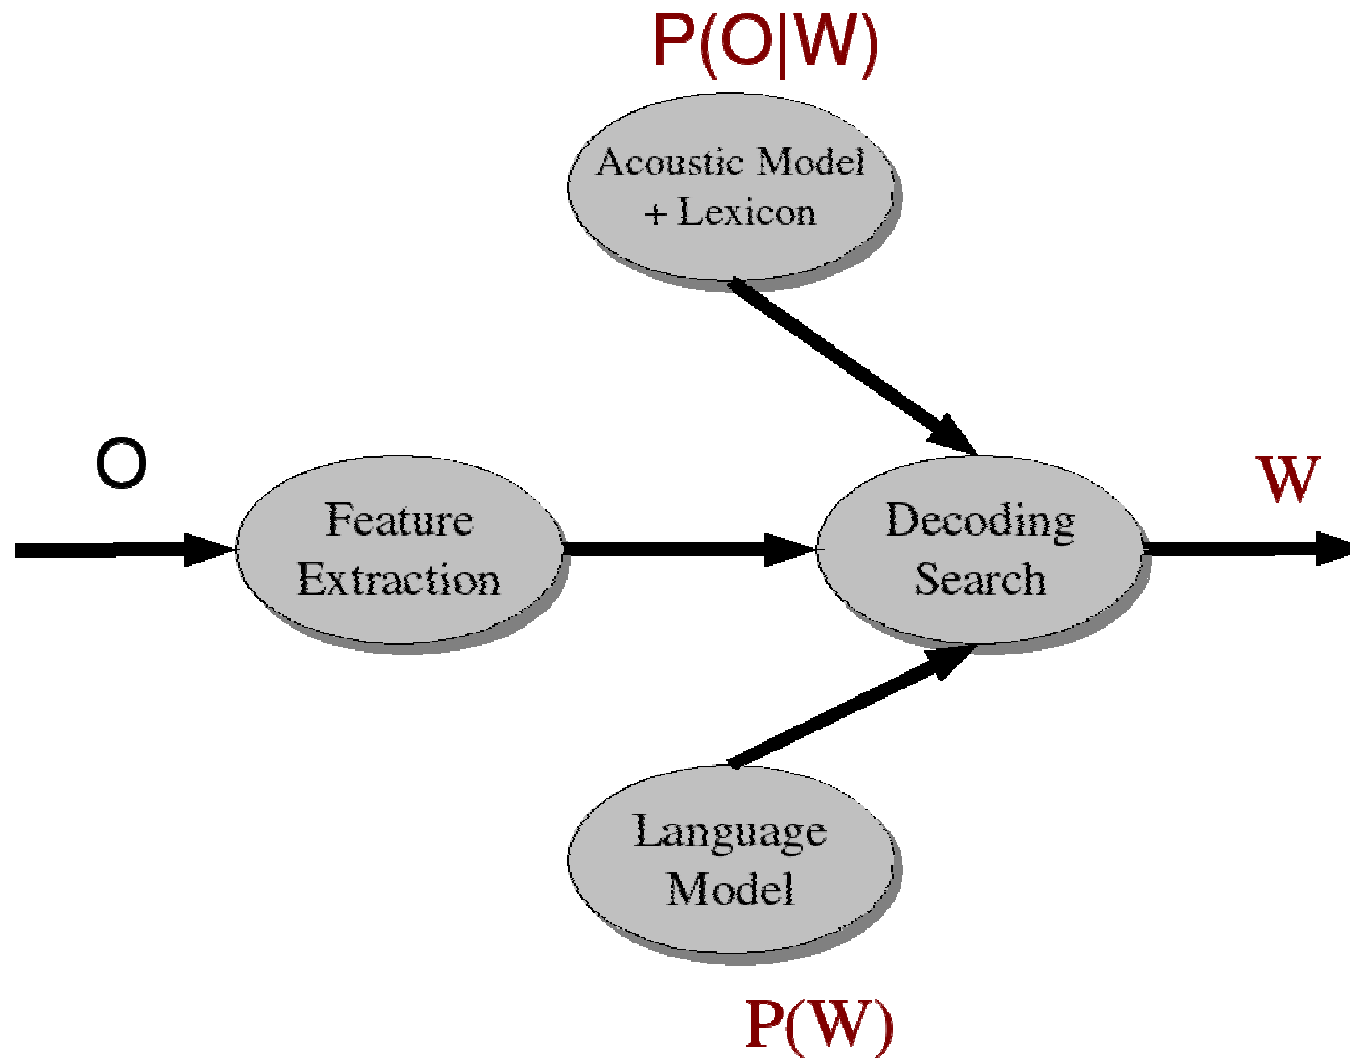 P(O|W)
Acoustic Model
+ Lexicon
O
Feature
Extraction
Decoding
Search
W
Language
Model
P(W)